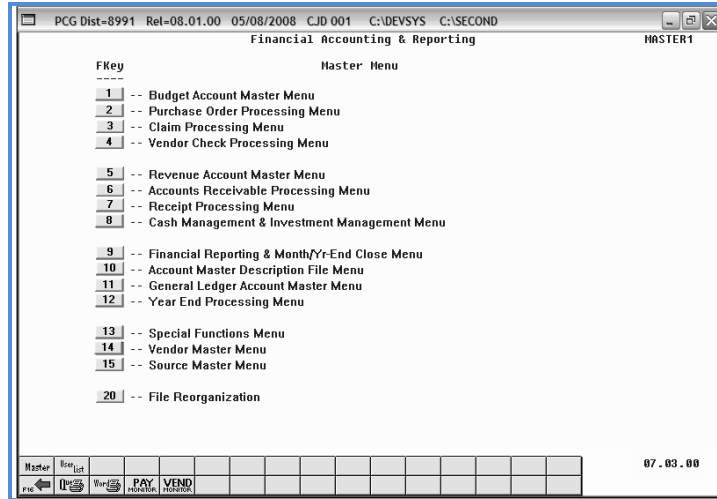 PCG Dist=8991 Rel=08.01.00 05/08/2008 CJD 001 C:\DEVSYS C:\SECOND
Financial Accounting & Reporting MASTER1
FKey Master Menu
----
1 -- Budget Account Master Menu
2 -- Purchase Order Processing Menu
3 -- Claim Processing Menu
4 -- Vendor Check Processing Menu
5 -- Revenue Account Master Menu
6 -- Accounts Receivable Processing Menu
7 -- Receipt Processing Menu
8 -- Cash Management & Investment Management Menu
9 -- Financial Reporting & Month/Yr-End Close Menu
10 -- Account Master Description File Menu
11 -- General Ledger Account Master Menu
12 -- Year End Processing Menu
13 -- Special Functions Menu
14 -- Vendor Master Menu
15 -- Source Master Menu
20 -- File Reorganization
Master User List 07.03.00
F16 Que Word PAY MONITOR VEND MONITOR